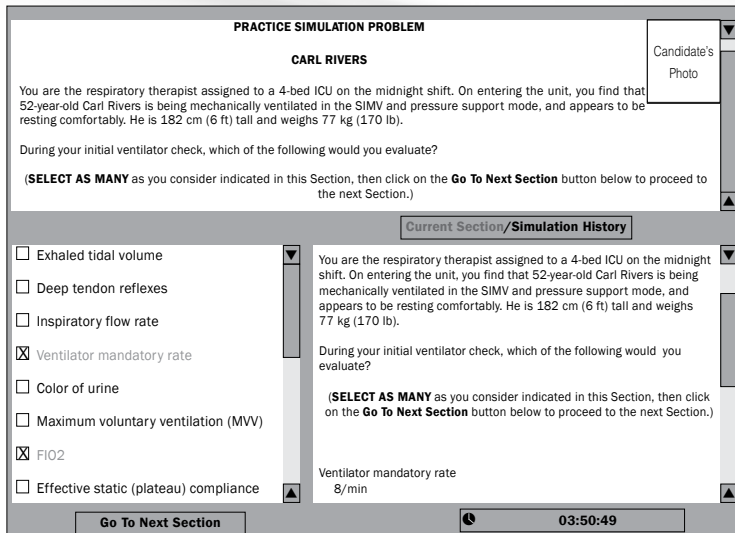 PRACTICE SIMULATION PROBLEM
CARL RIVERS
Candidate's
Photo
You are the respiratory therapist assigned to a 4-bed ICU on the midnight shift. On entering the unit, you find that
52-year-old Carl Rivers is being mechanically ventilated in the SIMV and pressure support mode, and appears to be
resting comfortably. He is 182 cm (6 ft) tall and weighs 77 kg (170 lb).
During your initial ventilator check, which of the following would you evaluate?
(SELECT AS MANY as you consider indicated in this Section, then click on the Go To Next Section button below to proceed to
the next Section.)
Current Section/Simulation History
Exhaled tidal volume
Deep tendon reflexes
Inspiratory flow rate
X Ventilator mandatory rate
Color of urine
Maximum voluntary ventilation (MVV)
X FIO2
Effective static (plateau) compliance
You are the respiratory therapist assigned to a 4-bed ICU on the midnight
shift. On entering the unit, you find that 52-year-old Carl Rivers is being
mechanically ventilated in the SIMV and pressure support mode, and
appears to be resting comfortably. He is 182 cm (6 ft) tall and weighs
77 kg (170 lb).
During your initial ventilator check, which of the following would you
evaluate?
(SELECT AS MANY as you consider indicated in this Section, then click
on the Go To Next Section button below to proceed to the next Section.)
Ventilator mandatory rate
8/min
Go To Next Section
03:50:49